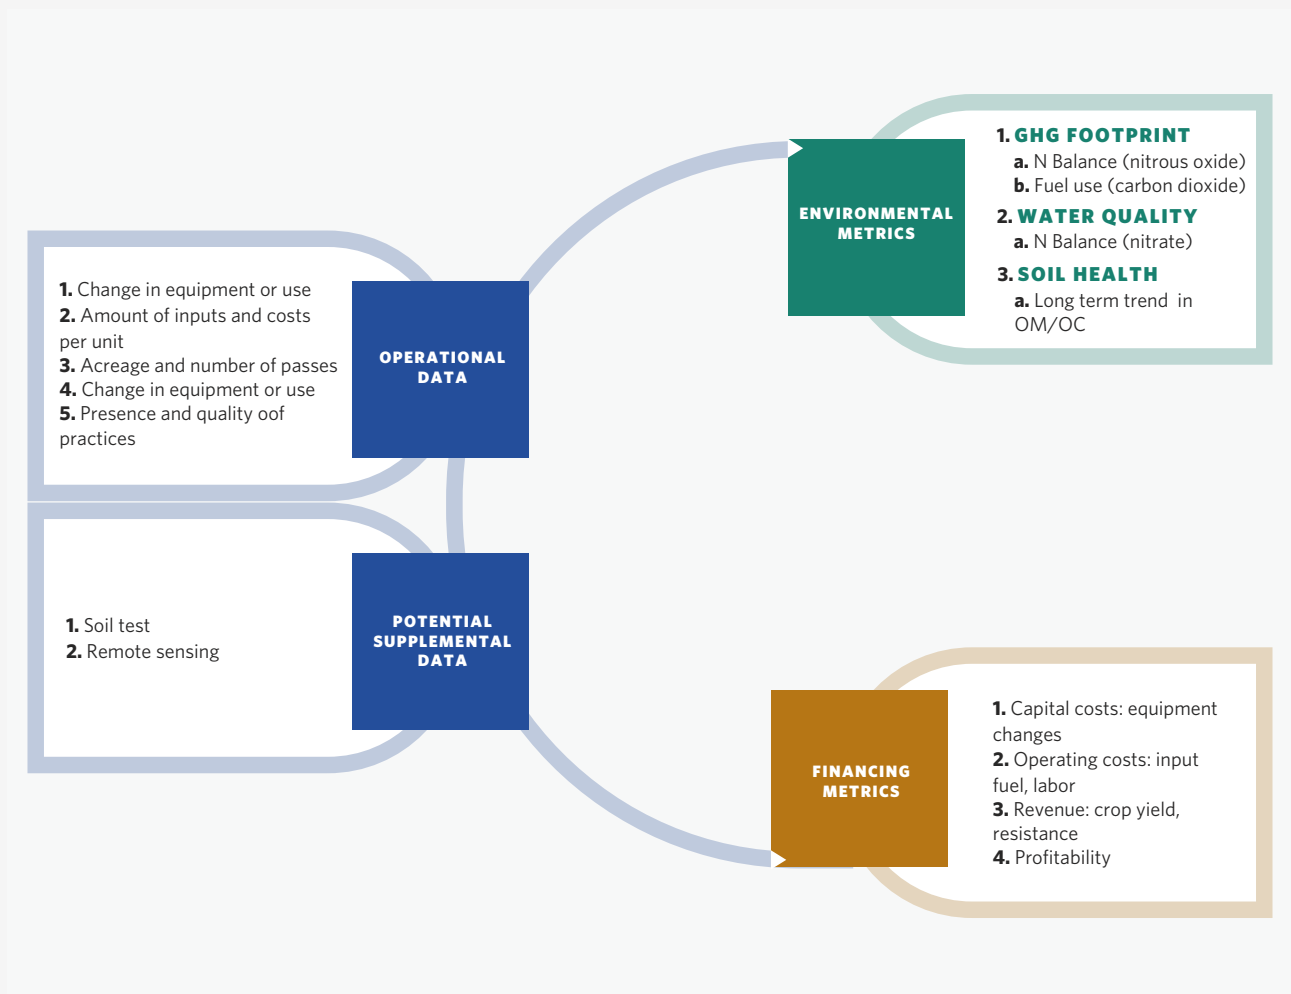 1. Change in equipment or use
2. Amount of inputs and costs
per unit
3. Acreage and number of passes
4. Change in equipment or use
5. Presence and quality oof
practices
OPERATIONAL
DATA
1. Soil test
2. Remote sensing
POTENTIAL
SUPPLEMENTAL
DATA
ENVIRONMENTAL
METRICS
1. GHG FOOTPRINT
a. N Balance (nitrous oxide)
b. Fuel use (carbon dioxide)
2. WATER QUALITY
a. N Balance (nitrate)
3. SOIL HEALTH
a. Long term trend in
OM/OC
FINANCING
METRICS
1. Capital costs: equipment
changes
2. Operating costs: input
fuel, labor
3. Revenue: crop yield,
resistance
4. Profitability